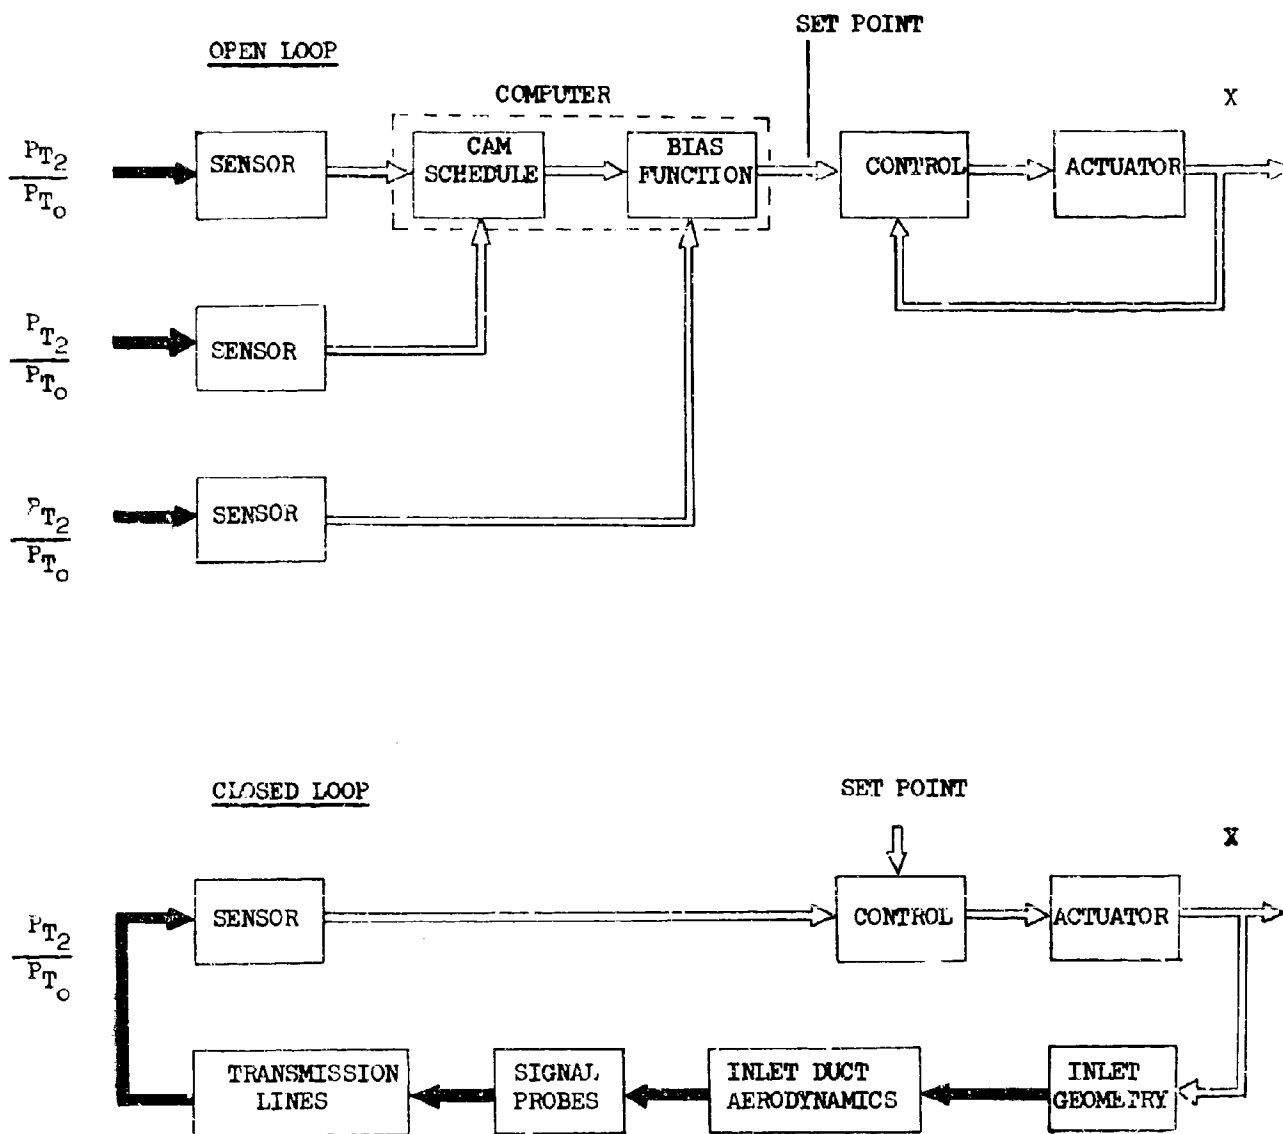 OPEN LOOP
SET POINT
COMPUTER
X
PT2
PTo
SENSOR
CAM
SCHEDULE
BIAS
FUNCTION
CONTROL
ACTUATOR
PT2
PTo
SENSOR
PT2
PTo
SENSOR
CLOSED LOOP
SET POINT
X
PT2
PTo
SENSOR
CONTROL
ACTUATOR
TRANSMISSION
LINES
SIGNAL
PROBES
INLET DUCT
AERODYNAMICS
INLET
GEOMETRY